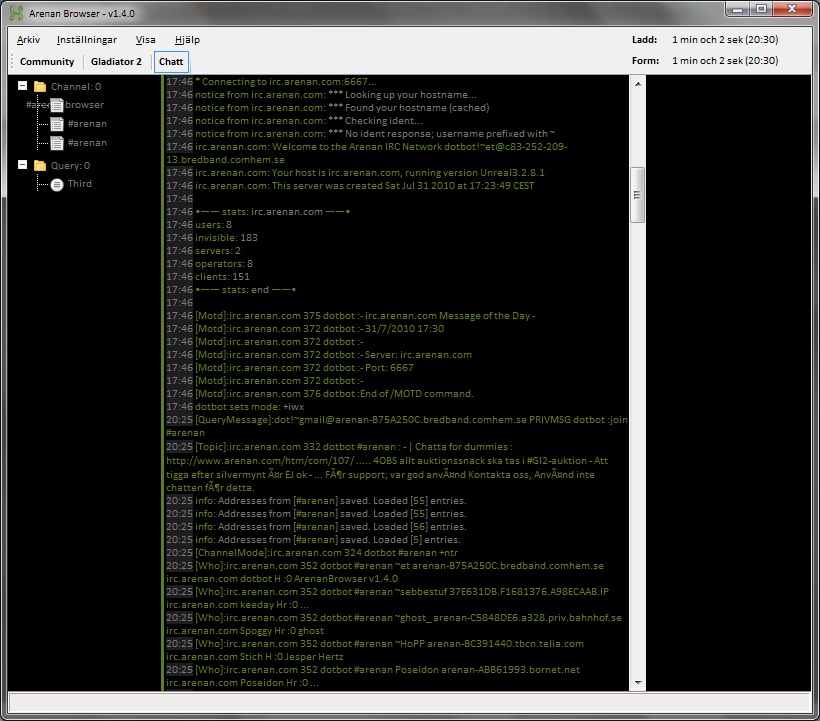 Arenan Browser - v1.4.0
Arkiv Inställningar Visa Hjälp
Ladd: 1 min och 2 sek (20:30)
Community Gladiator 2 Chatt
Form: 1 min och 2 sek (20:30)
Channel: 0
browser
#arenan
#arenan
Query: 0
Third
17:46 * Connecting to irc.arenan.com:6667...
17:46 notice from irc.arenan.com: *** Looking up your hostname...
17:46 notice from irc.arenan.com: *** Found your hostname (cached)
17:46 notice from irc.arenan.com: *** Checking ident...
17:46 notice from irc.arenan.com: *** No ident response; username prefixed with ~
17:46 irc.arenan.com: Welcome to the Arenan IRC Network dotbot!~et@c83-252-209-
13.bredband.comhem.se
17:46 irc.arenan.com: Your host is irc.arenan.com, running version Unreal3.2.8.1
17:46 irc.arenan.com: This server was created Sat Jul 31 2010 at 17:23:49 CEST
17:46
17:46 •—— stats: irc.arenan.com ——•
17:46 users: 8
17:46 invisible: 183
17:46 servers: 2
17:46 operators: 8
17:46 clients: 151
17:46 •—— stats: end ——•
17:46
17:46 [Motd]:irc.arenan.com 375 dotbot :- irc.arenan.com Message of the Day -
17:46 [Motd]:irc.arenan.com 372 dotbot :- 31/7/2010 17:30
17:46 [Motd]:irc.arenan.com 372 dotbot :-
17:46 [Motd]:irc.arenan.com 372 dotbot :- Server: irc.arenan.com
17:46 [Motd]:irc.arenan.com 372 dotbot :- Port: 6667
17:46 [Motd]:irc.arenan.com 372 dotbot :-
17:46 [Motd]:irc.arenan.com 376 dotbot :End of /MOTD command.
17:46 dotbot sets mode: +iwx
20:25 [QueryMessage]:dot!~gmail@arenan-B75A250C.bredband.comhem.se PRIVMSG dotbot :join
#arenan
20:25 [Topic]:irc.arenan.com 332 dotbot #arenan : - | Chatta for dummies :
http://www.arenan.com/htm/com/107/ ..... 4OBS allt auktionssnack ska tas i #GI2-auktion - Att
tigga efter silvermynt Ã¤r EJ ok - ... FÃ¶r support; var god anvÃ¤nd Kontakta oss, AnvÃ¤nd inte
chatten fÃ¶r detta.
20:25 info: Addresses from [#arenan] saved. Loaded [55] entries.
20:25 info: Addresses from [#arenan] saved. Loaded [55] entries.
20:25 info: Addresses from [#arenan] saved. Loaded [56] entries.
20:25 info: Addresses from [#arenan] saved. Loaded [5] entries.
20:25 [ChannelMode]:irc.arenan.com 324 dotbot #arenan +ntr
20:25 [Who]:irc.arenan.com 352 dotbot #arenan ~et arenan-B75A250C.bredband.comhem.se
irc.arenan.com dotbot H :0 ArenanBrowser v1.4.0
20:25 [Who]:irc.arenan.com 352 dotbot #arenan ~sebbestuf 37E631DB.F1681376.A98ECAAB.IP
irc.arenan.com keeday Hr :0 ...
20:25 [Who]:irc.arenan.com 352 dotbot #arenan ~ghost_ arenan-C5848DE6.a328.priv.bahnhof.se
irc.arenan.com Spoggy Hr :0 ghost
20:25 [Who]:irc.arenan.com 352 dotbot #arenan ~HoPP arenan-BC391440.tbcn.telia.com
irc.arenan.com Stich H :0 Jesper Hertz
20:25 [Who]:irc.arenan.com 352 dotbot #arenan Poseidon arenan-ABB61993.bornet.net
irc.arenan.com Poseidon Hr :0 ...